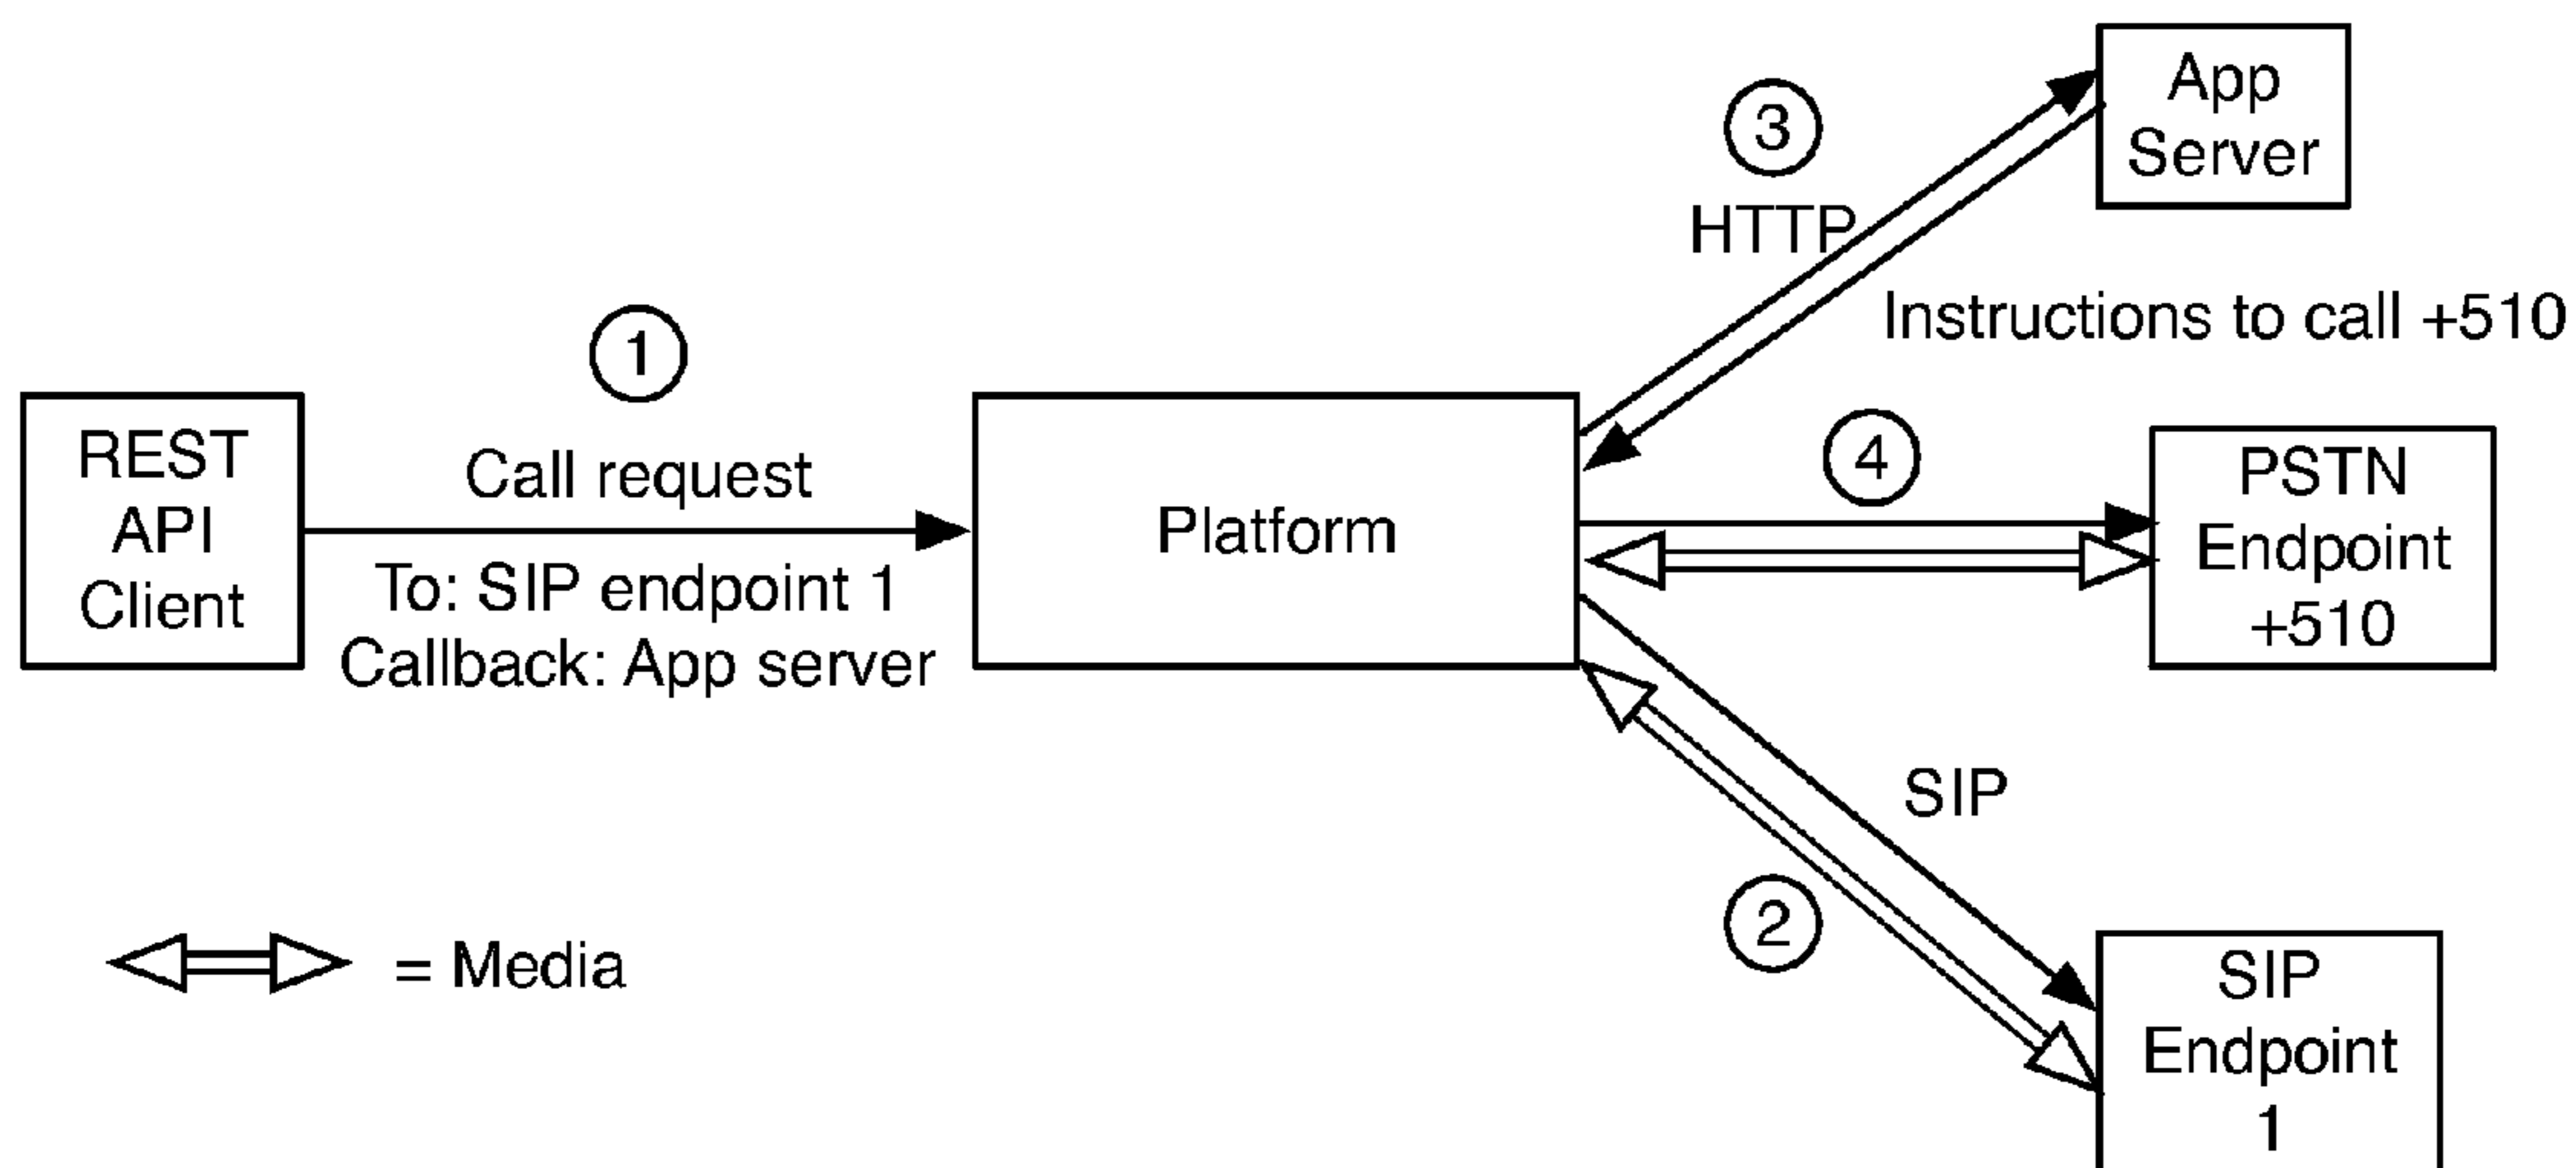 App
Server
3
HTTP
Instructions to call +510
1
REST
API
Client
Call request
To: SIP endpoint 1
Callback: App server
Platform
4
PSTN
Endpoint
+510
SIP
2
= Media
SIP
Endpoint
1